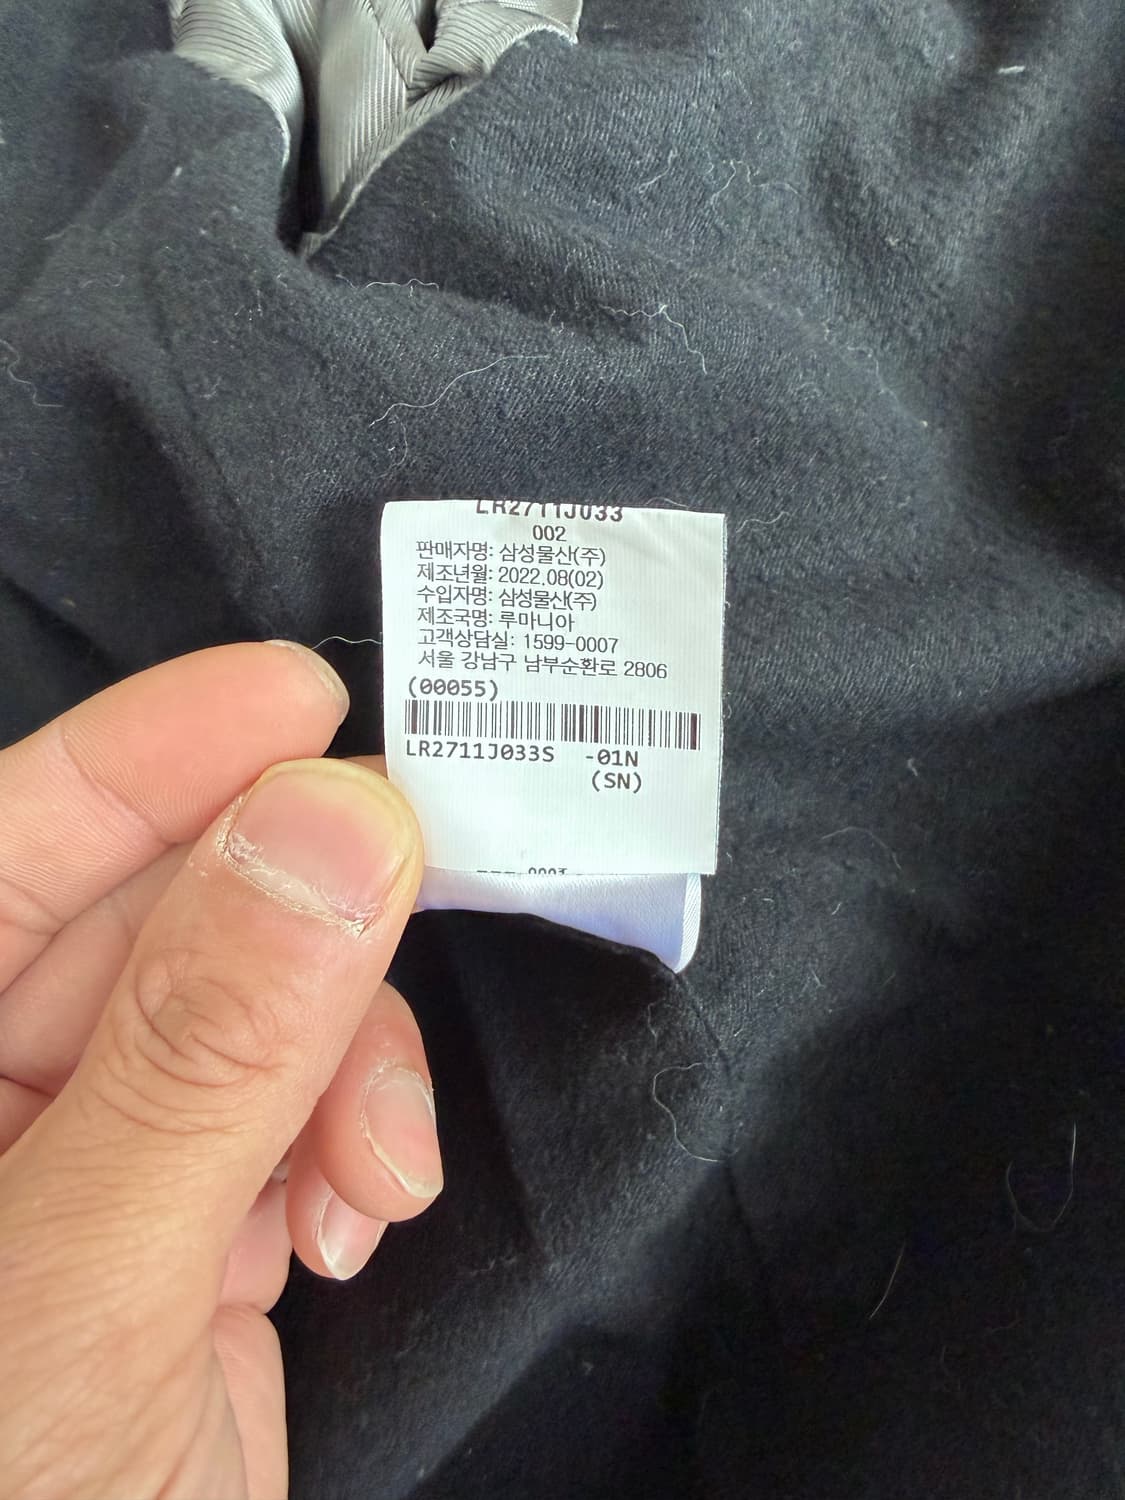 LR2711J033
002
판매자명: 삼성물산(주)
제조년월: 2022.08(02)
수입자명: 삼성물산(주)
제조국명: 루마니아
고객상담실: 1599-0007
서울 강남구 남부순환로 2806
(00055)
LR2711J033S -01N
(SN)